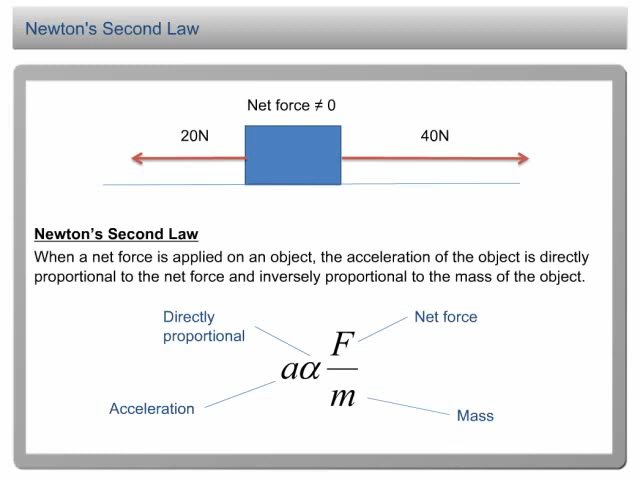 Newton's Second Law
Net force ≠ 0
20N
40N
Newton’s Second Law
When a net force is applied on an object, the acceleration of the object is directly
proportional to the net force and inversely proportional to the mass of the object.
Directly
proportional
Net force
F
aα
m
Acceleration
Mass